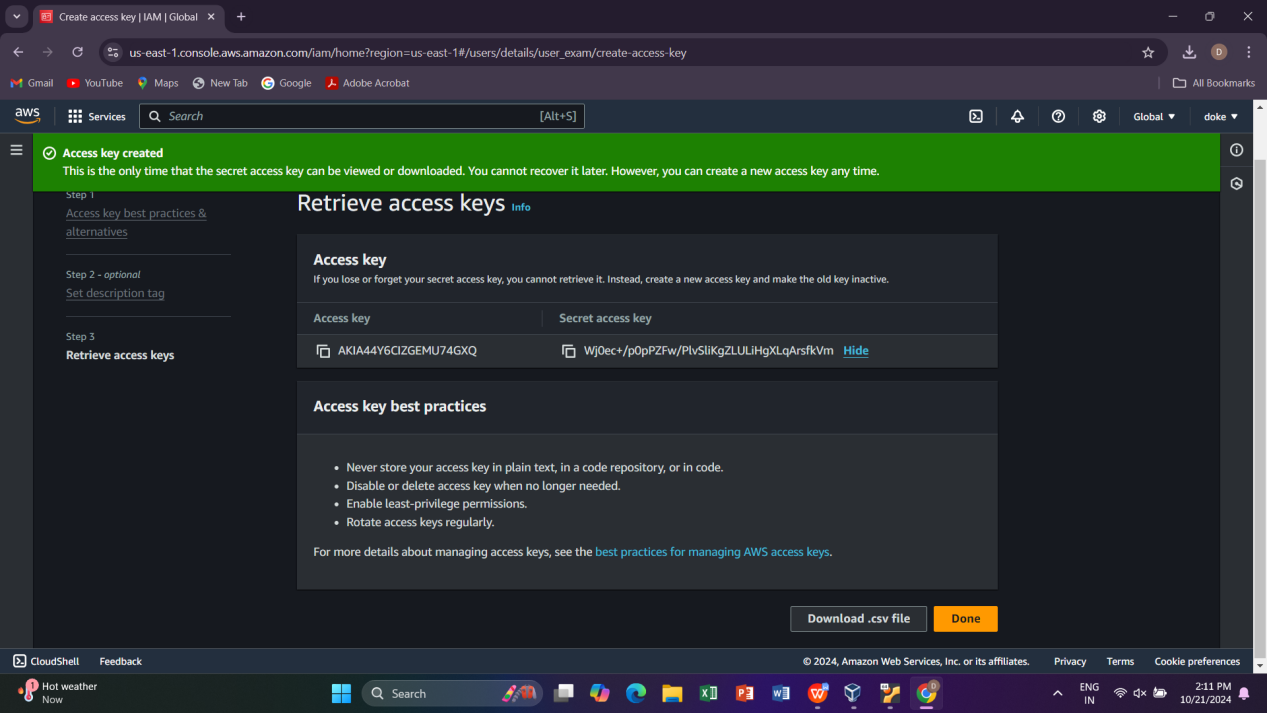 Create access key | IAM | Global
us-east-1.console.aws.amazon.com/iam/home?region=us-east-1#/users/details/user_exam/create-access-key
D
Gmail YouTube Maps New Tab Google Adobe Acrobat All Bookmarks
aws Services Search [Alt+S] Global doke
Access key created
This is the only time that the secret access key can be viewed or downloaded. You cannot recover it later. However, you can create a new access key any time.
Step 1
Access key best practices &
alternatives
Step 2 - optional
Set description tag
Step 3
Retrieve access keys
Retrieve access keys Info
Access key
If you lose or forget your secret access key, you cannot retrieve it. Instead, create a new access key and make the old key inactive.
Access key Secret access key
AKIA44Y6CIZGEMU74GXQ Wj0ec+/p0pPZFw/PlvSliKgZLULiHgXLqArsfkVm Hide
Access key best practices
• Never store your access key in plain text, in a code repository, or in code.
• Disable or delete access key when no longer needed.
• Enable least-privilege permissions.
• Rotate access keys regularly.
For more details about managing access keys, see the best practices for managing AWS access keys.
Download .csv file Done
CloudShell Feedback © 2024, Amazon Web Services, Inc. or its affiliates. Privacy Terms Cookie preferences
1 Hot weather
Now
Search
ENG
IN
2:11 PM
10/21/2024